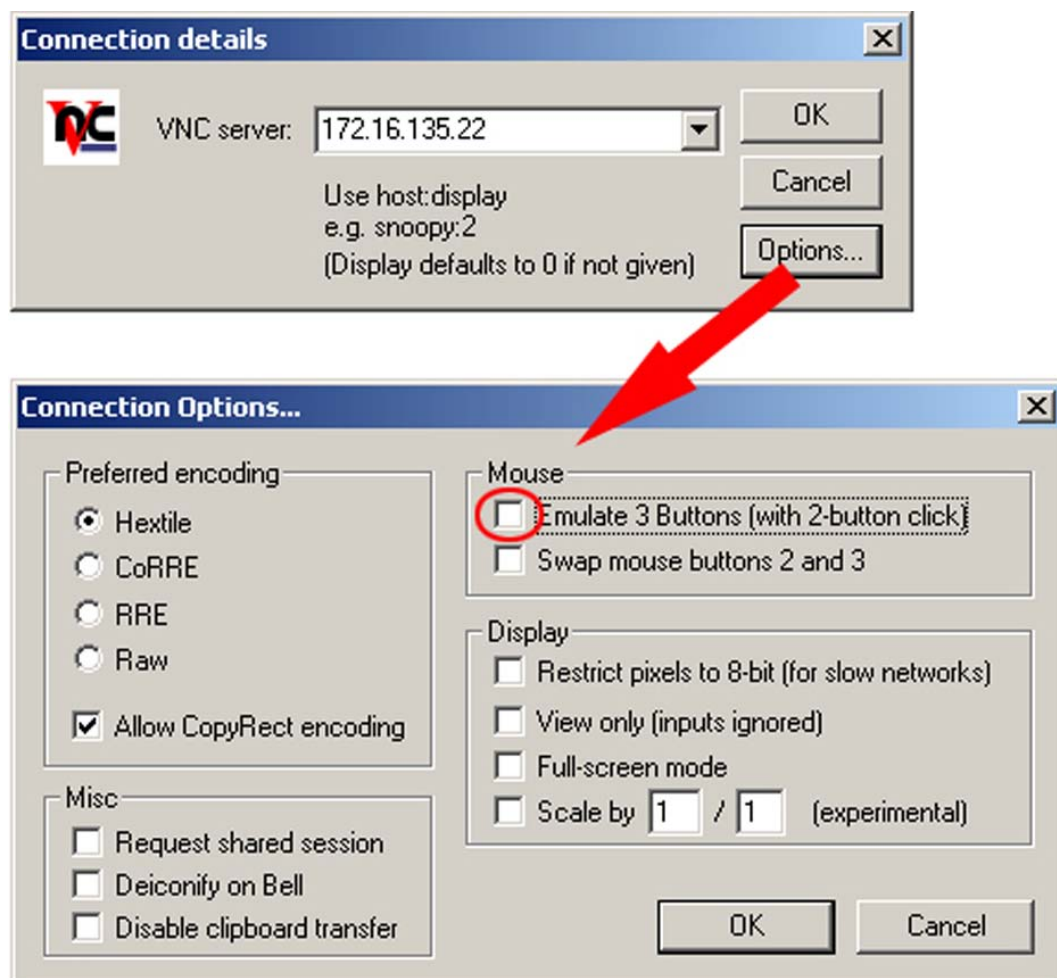 Connection details
VNC server:
172.16.135.22
OK
Use host:display
e.g. snoopy:2
(Display defaults to 0 if not given)
Cancel
Options...
Connection Options...
Preferred encoding
Hextile
CoRRE
RRE
Raw
Allow CopyRect encoding
Misc
Request shared session
Deiconify on Bell
Disable clipboard transfer
Mouse
Emulate 3 Buttons (with 2-button click)
Swap mouse buttons 2 and 3
Display
Restrict pixels to 8-bit (for slow networks)
View only (inputs ignored)
Full-screen mode
Scale by 1 / 1 (experimental)
OK
Cancel